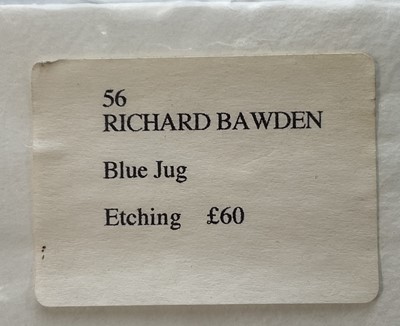 56
RICHARD BAWDEN
Blue Jug
Etching £60